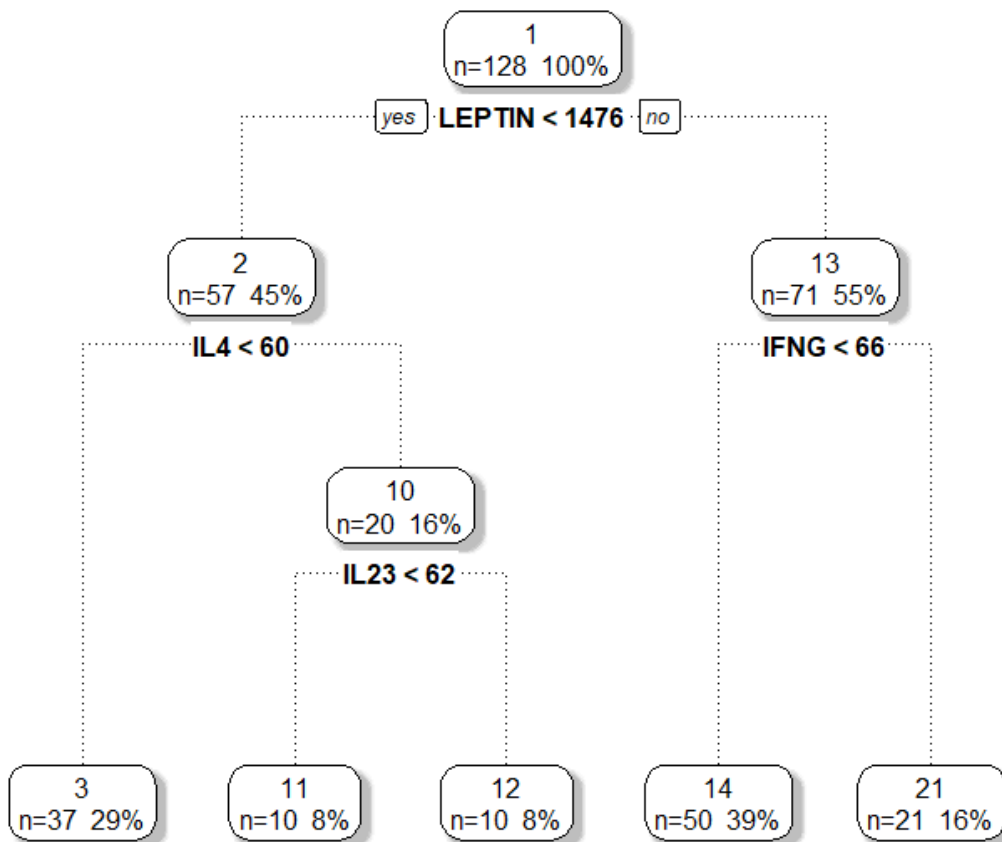 1
n=128 100%
yes LEPTIN < 1476 no
2
n=57 45%
13
n=71 55%
IL4 < 60
IFNG < 66
10
n=20 16%
IL23 < 62
3
n=37 29%
11
n=10 8%
12
n=10 8%
14
n=50 39%
21
n=21 16%